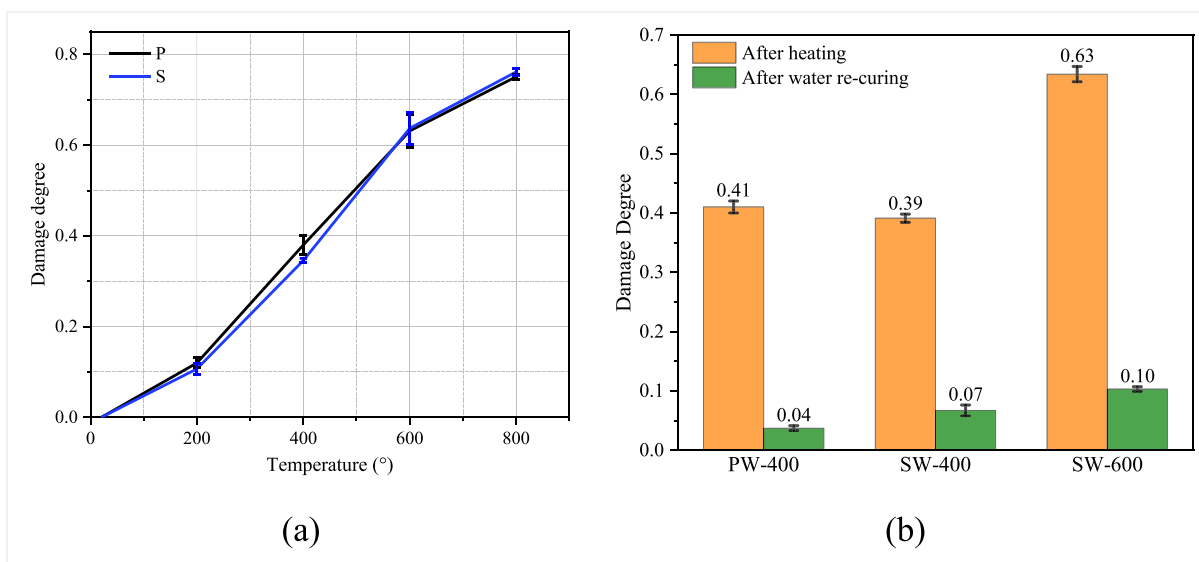 P
S
Damage degree
0.8
0.6
0.4
0.2
0.0
0 200 400 600 800
Temperature (°)
(a)
After heating
After water re-curing
Damage Degree
0.7
0.6
0.5
0.4
0.3
0.2
0.1
0.0
0.41
0.04
0.39
0.07
0.63
0.10
PW-400 SW-400 SW-600
(b)